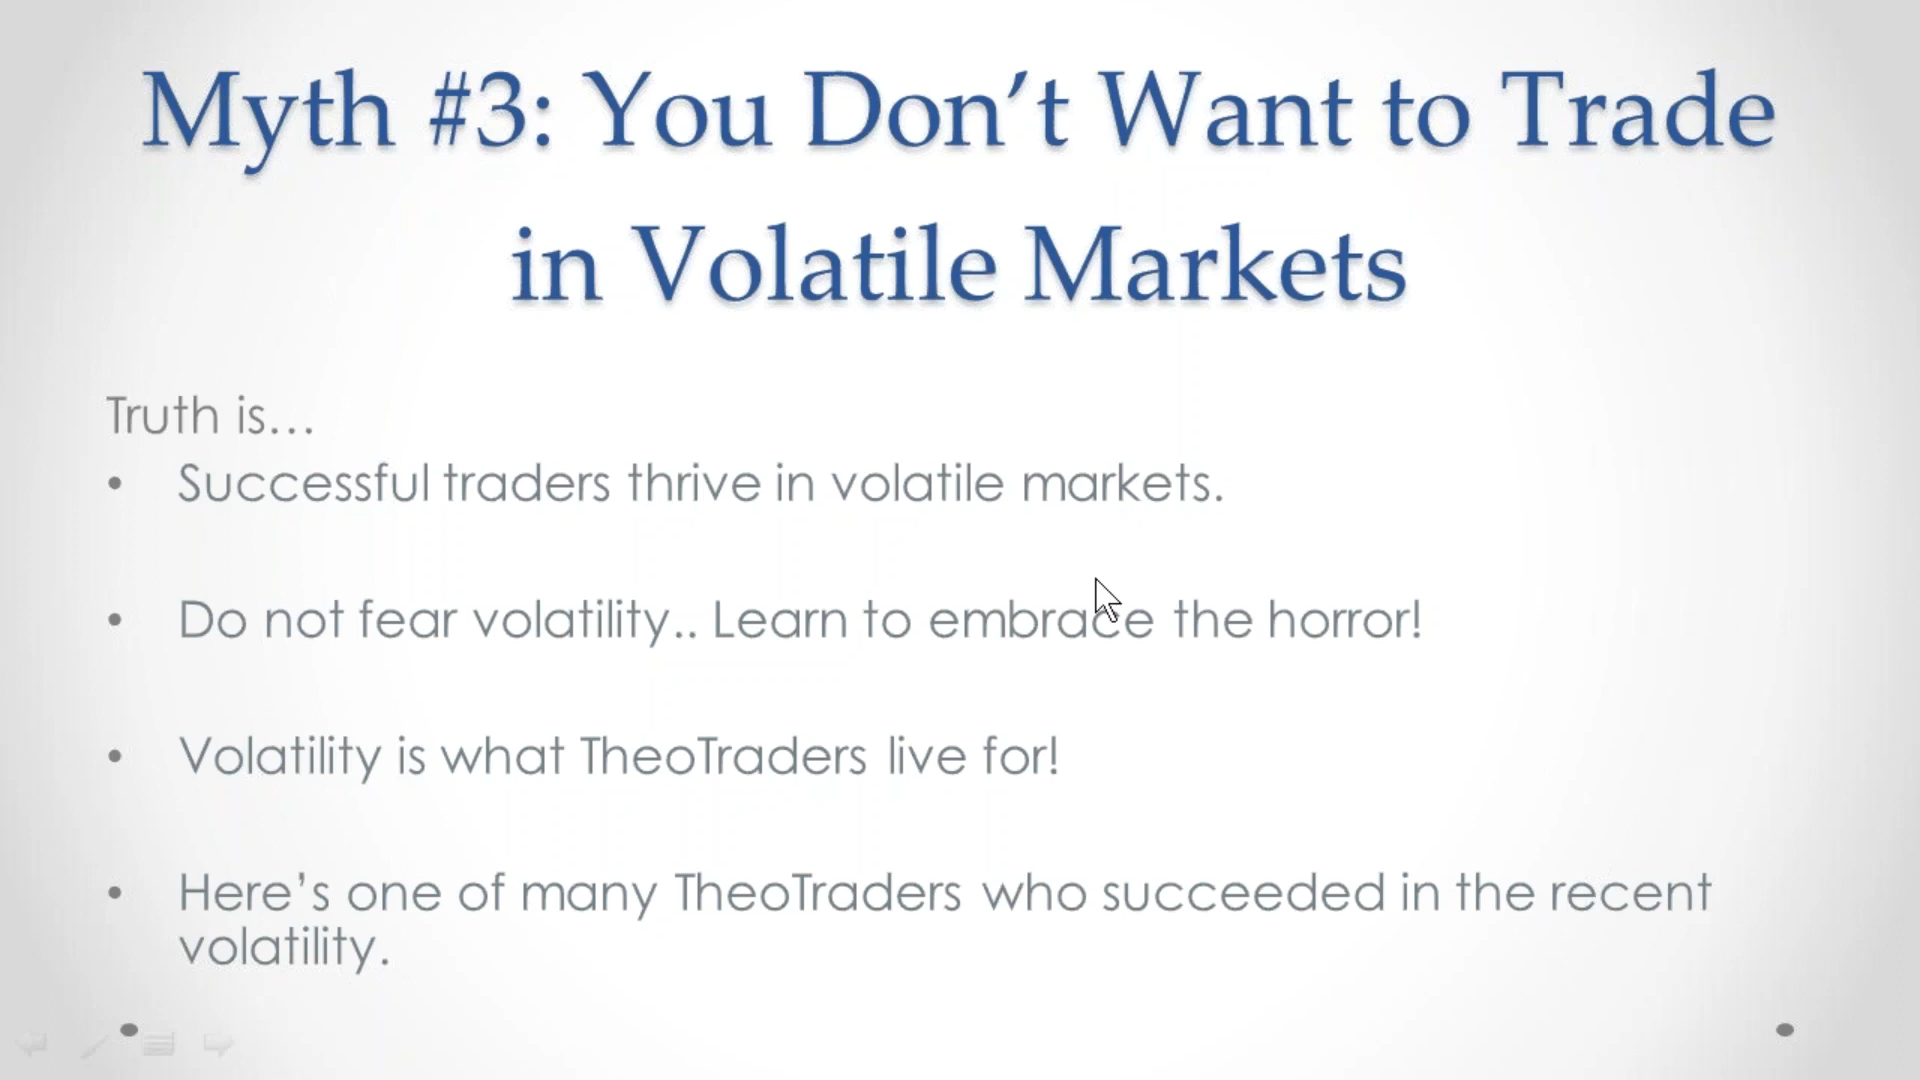 Myth #3: You Don’t Want to Trade
in Volatile Markets
Truth is…
• Successful traders thrive in volatile markets.
• Do not fear volatility.. Learn to embrace the horror!
• Volatility is what TheoTraders live for!
• Here’s one of many TheoTraders who succeeded in the recent
volatility.